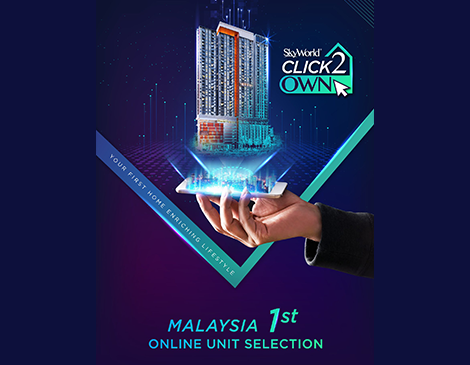 SkyWorld
CLICK2
OWN
YOUR FIRST HOME ENRICHING LIFESTYLE
MALAYSIA 1st
ONLINE UNIT SELECTION